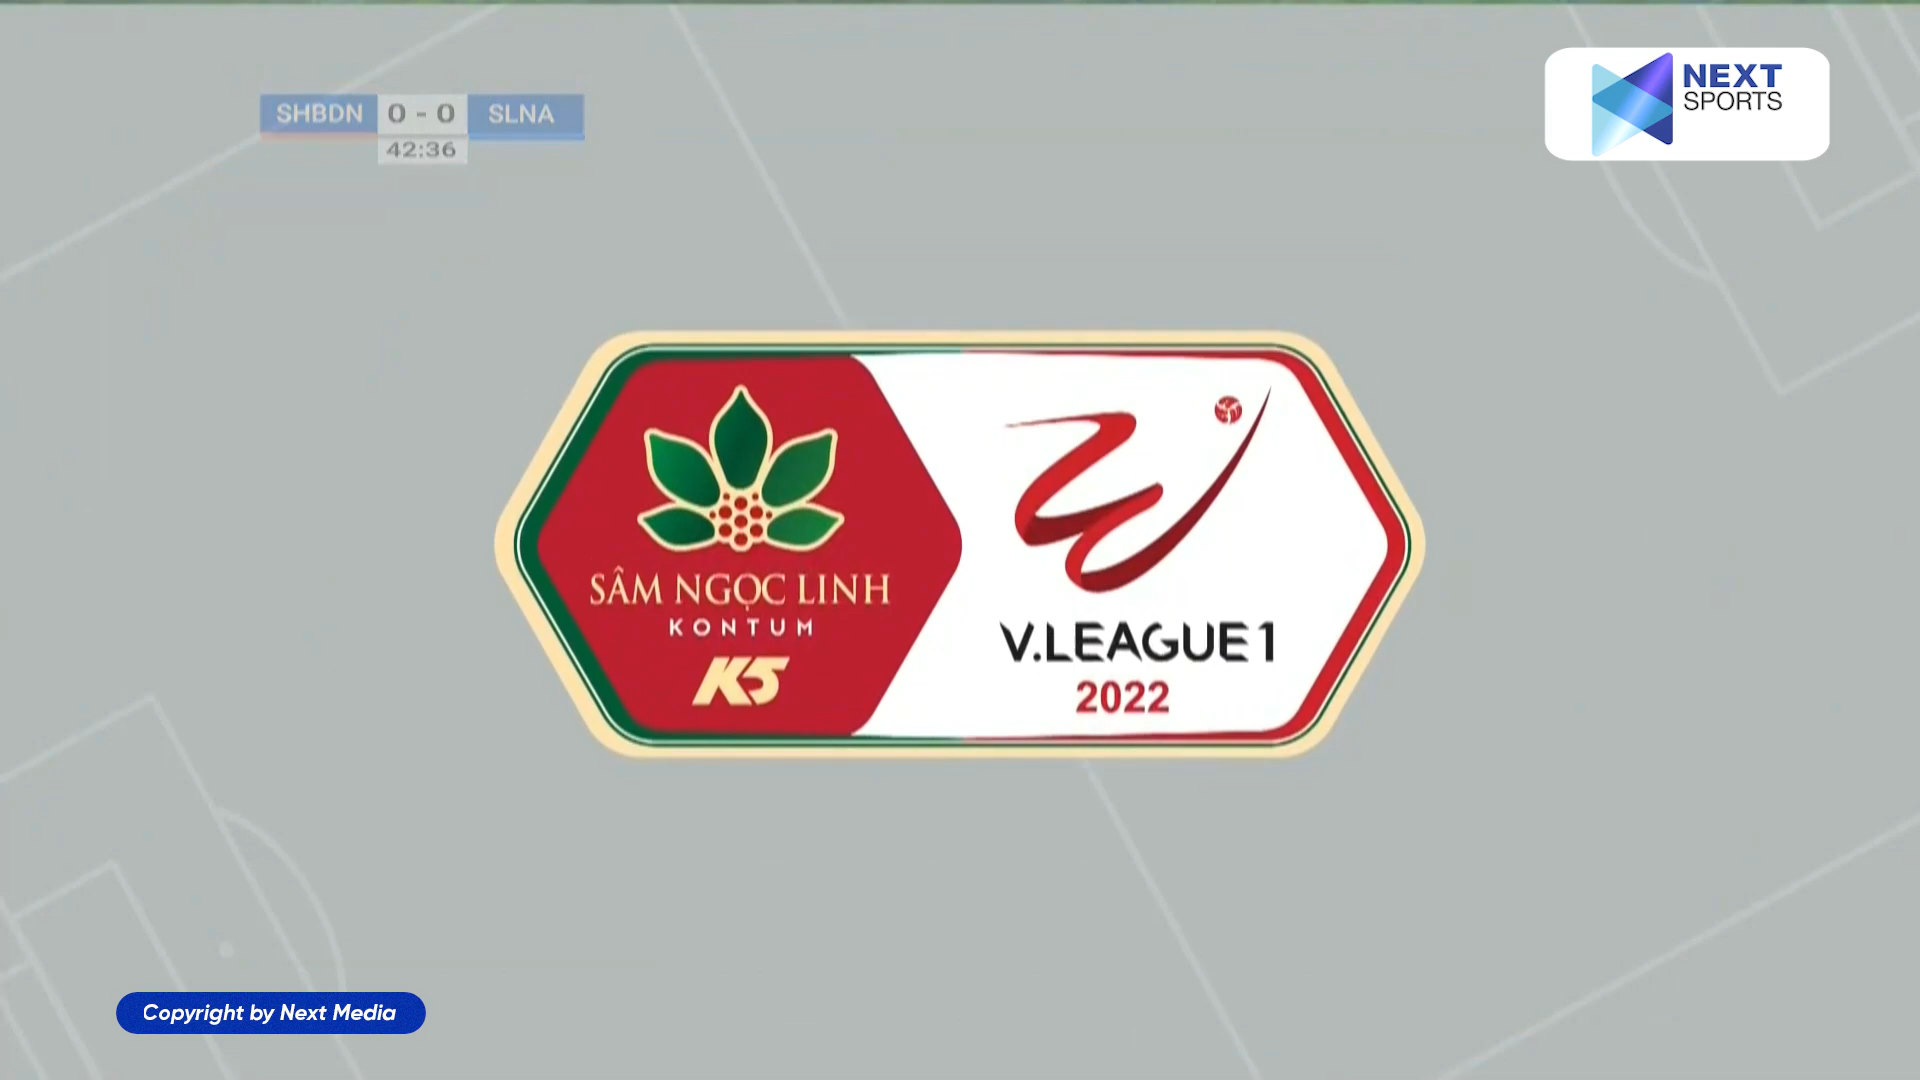 SHBDN 0 - 0 SLNA
42:36
NEXT
SPORTS
SÂM NGỌC LINH
KONTUM
K5
V.LEAGUE 1
2022
Copyright by Next Media